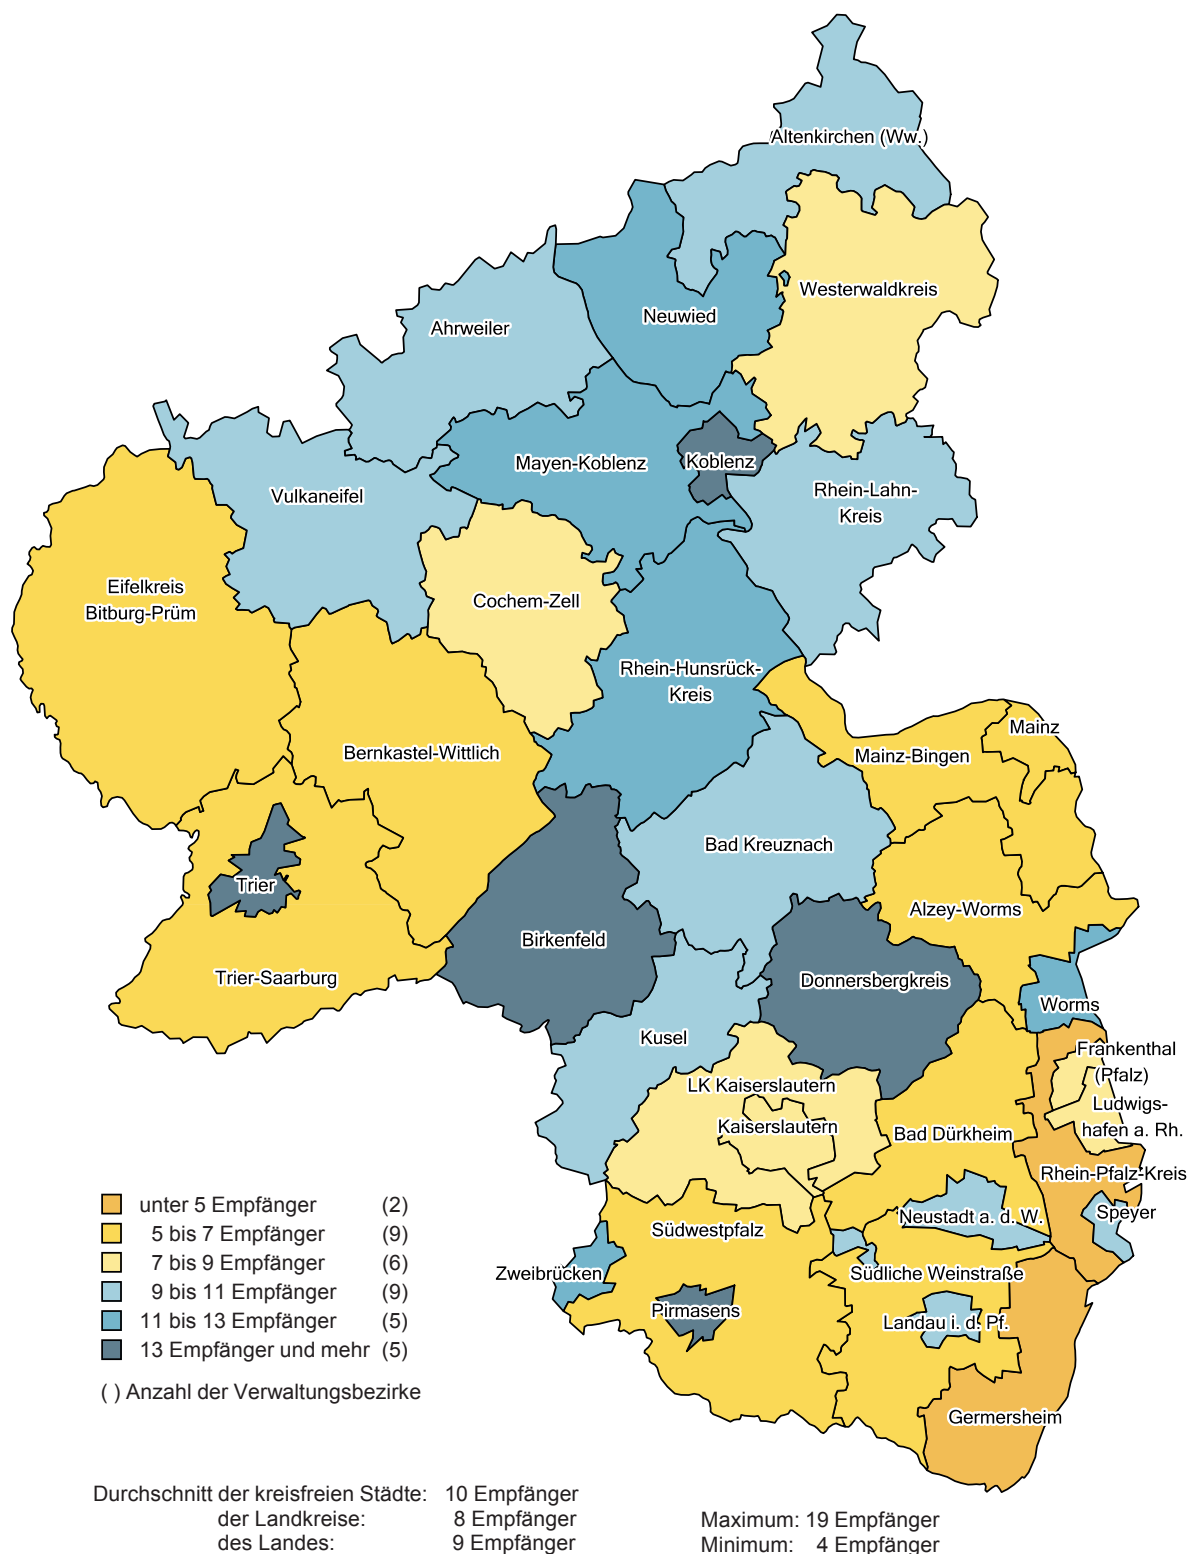 Altenkirchen (Ww.)
Westerwaldkreis
Neuwied
Ahrweiler
Mayen-Koblenz
Koblenz
Rhein-Lahn-
Kreis
Vulkaneifel
Eifelkreis
Bitburg-Prüm
Cochem-Zell
Rhein-Hunsrück-
Kreis
Mainz
Bernkastel-Wittlich
Mainz-Bingen
Bad Kreuznach
Trier
Alzey-Worms
Birkenfeld
Trier-Saarburg
Donnersbergkreis
Worms
Kusel
Frankenthal
(Pfalz)
LK Kaiserslautern
Ludwigs-
hafen a. Rh.
Kaiserslautern
Bad Dürkheim
Rhein-Pfalz-Kreis
Speyer
Neustadt a. d. W.
Südwestpfalz
Zweibrücken
Südliche Weinstraße
Pirmasens
Landau i. d. Pf.
Germersheim
unter 5 Empfänger (2)
5 bis 7 Empfänger (9)
7 bis 9 Empfänger (6)
9 bis 11 Empfänger (9)
11 bis 13 Empfänger (5)
13 Empfänger und mehr (5)
( ) Anzahl der Verwaltungsbezirke
Durchschnitt der kreisfreien Städte: 10 Empfänger
der Landkreise: 8 Empfänger
des Landes: 9 Empfänger
Maximum: 19 Empfänger
Minimum: 4 Empfänger